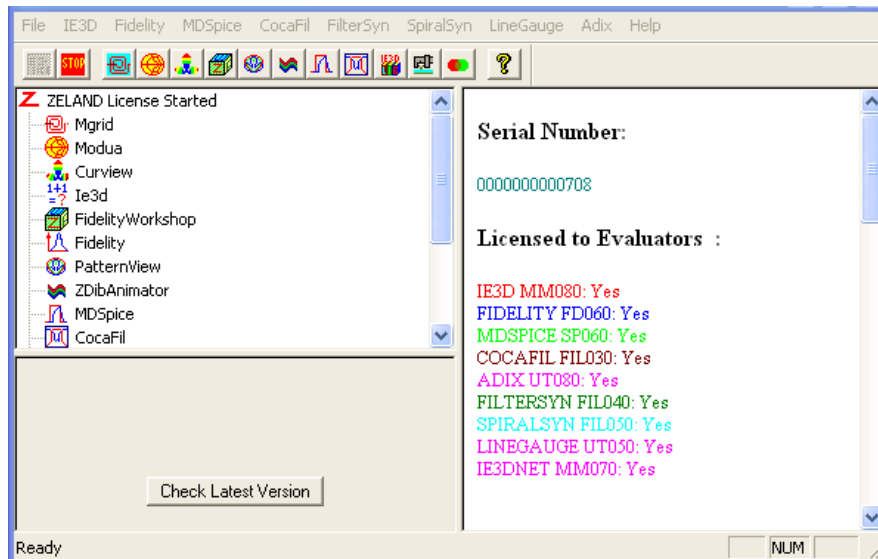 File IE3D Fidelity MDSpice CocaFil FilterSyn SpiralSyn LineGauge Adix Help
STOP
IE3D
?
ZELAND License Started
Mgrid
Modua
Curview
1+1
=?
Ie3d
FidelityWorkshop
Fidelity
PatternView
ZDibAnimator
MDSpice
CocaFil
Check Latest Version
Serial Number:
0000000000708
Licensed to Evaluators :
IE3D MM080: Yes
FIDELITY FD060: Yes
MDSPICE SP060: Yes
COCAFIL FIL030: Yes
ADIX UT080: Yes
FILTERSYN FIL040: Yes
SPIRALSYN FIL050: Yes
LINEGAUGE UT050: Yes
IE3DNET MM070: Yes
Ready
NUM